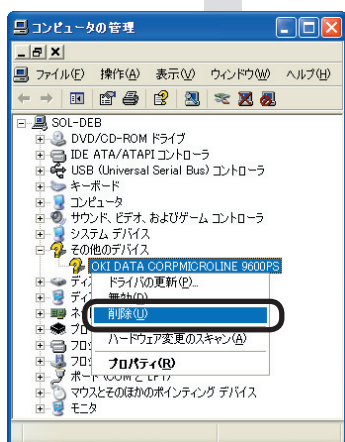 コンピュータの管理
ファイル(F) 操作(A) 表示(V) ウィンドウ(W) ヘルプ(H)
SOL-DEB
DVD/CD-ROM ドライブ
IDE ATA/ATAPI コントローラ
USB (Universal Serial Bus) コントローラ
キーボード
コンピュータ
サウンド、ビデオ、およびゲーム コントローラ
システム デバイス
その他のデバイス
OKI DATA CORPMICROLINE 9600PS
ドライバの更新(P)...
無効(D)
削除(U)
ハードウェア変更のスキャン(A)
プロパティ(R)
ポート (COM と LPT)
マウスとそのほかのポインティング デバイス
モニタ